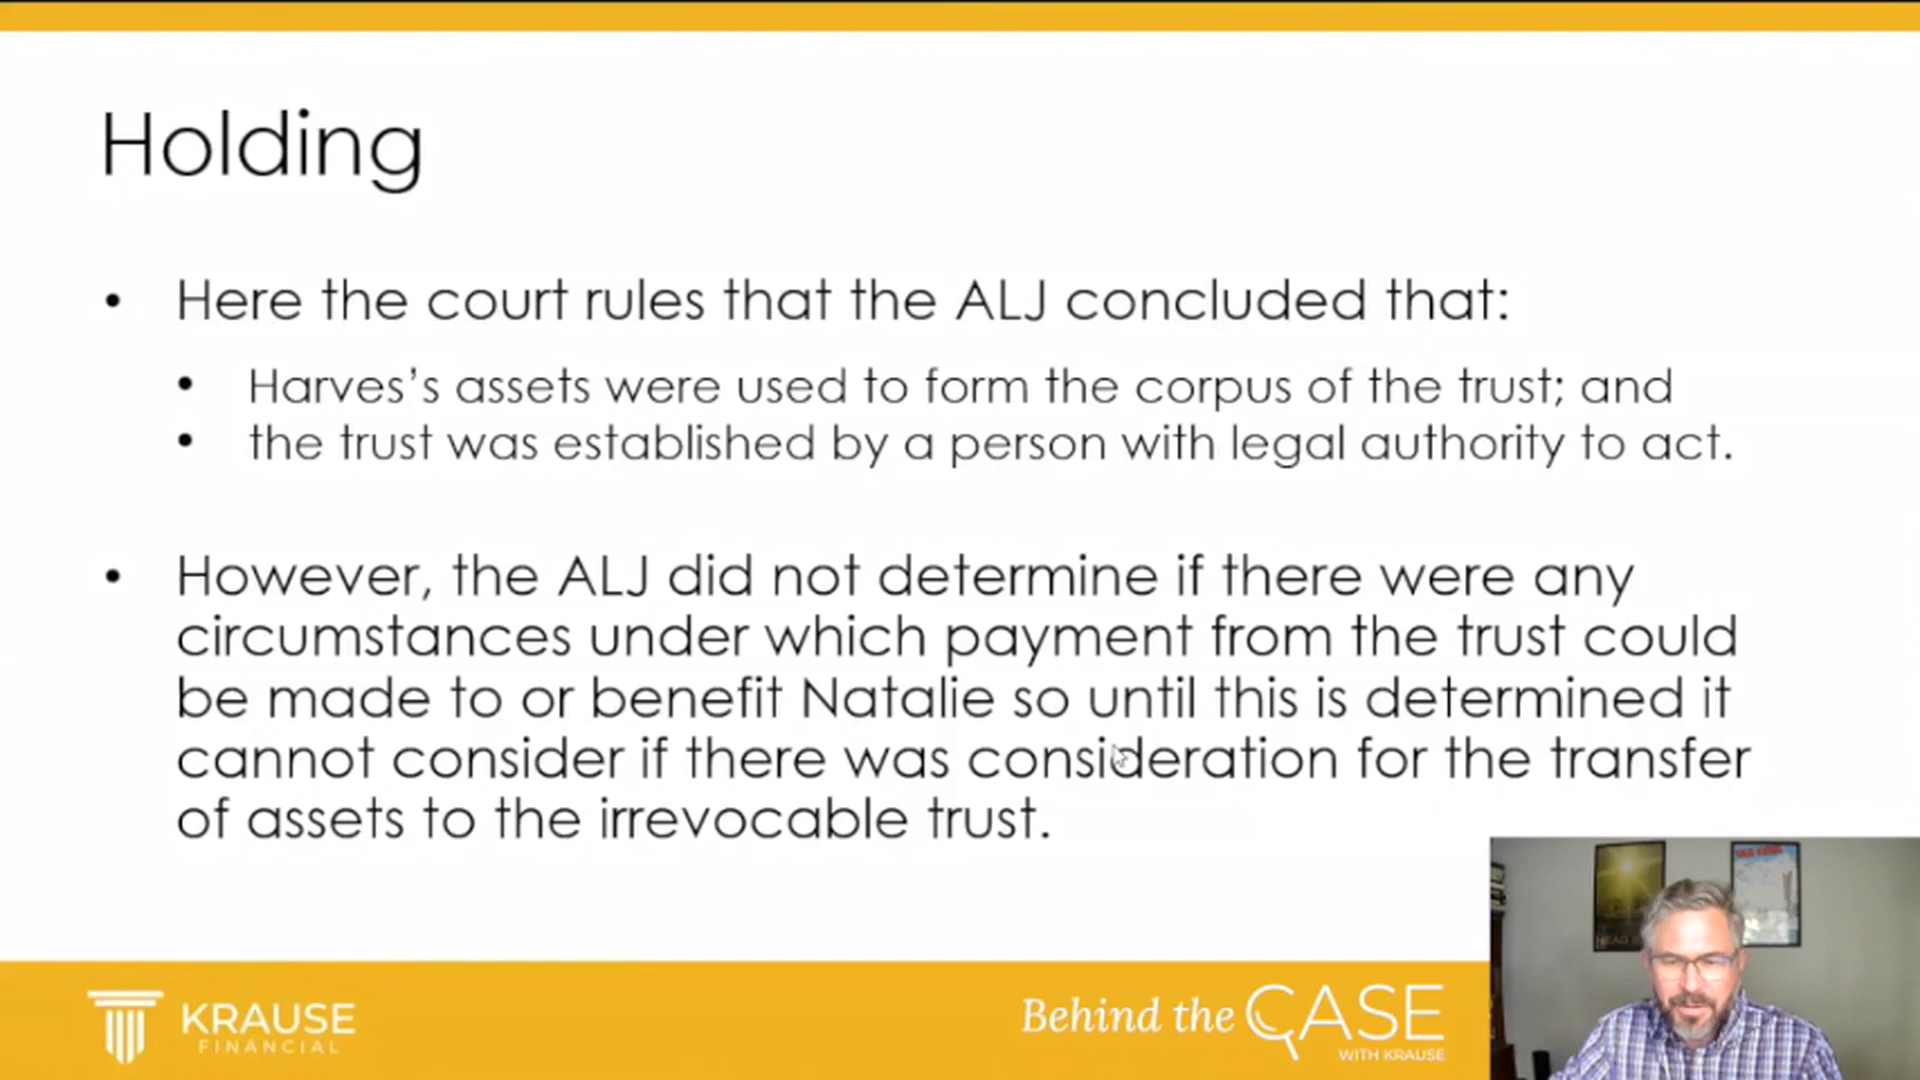 Holding
• Here the court rules that the ALJ concluded that:
• Harves’s assets were used to form the corpus of the trust; and
• the trust was established by a person with legal authority to act.
• However, the ALJ did not determine if there were any
circumstances under which payment from the trust could
be made to or benefit Natalie so until this is determined it
cannot consider if there was consideration for the transfer
of assets to the irrevocable trust.
KRAUSE
FINANCIAL
Behind the CASE
WITH KRAUSE